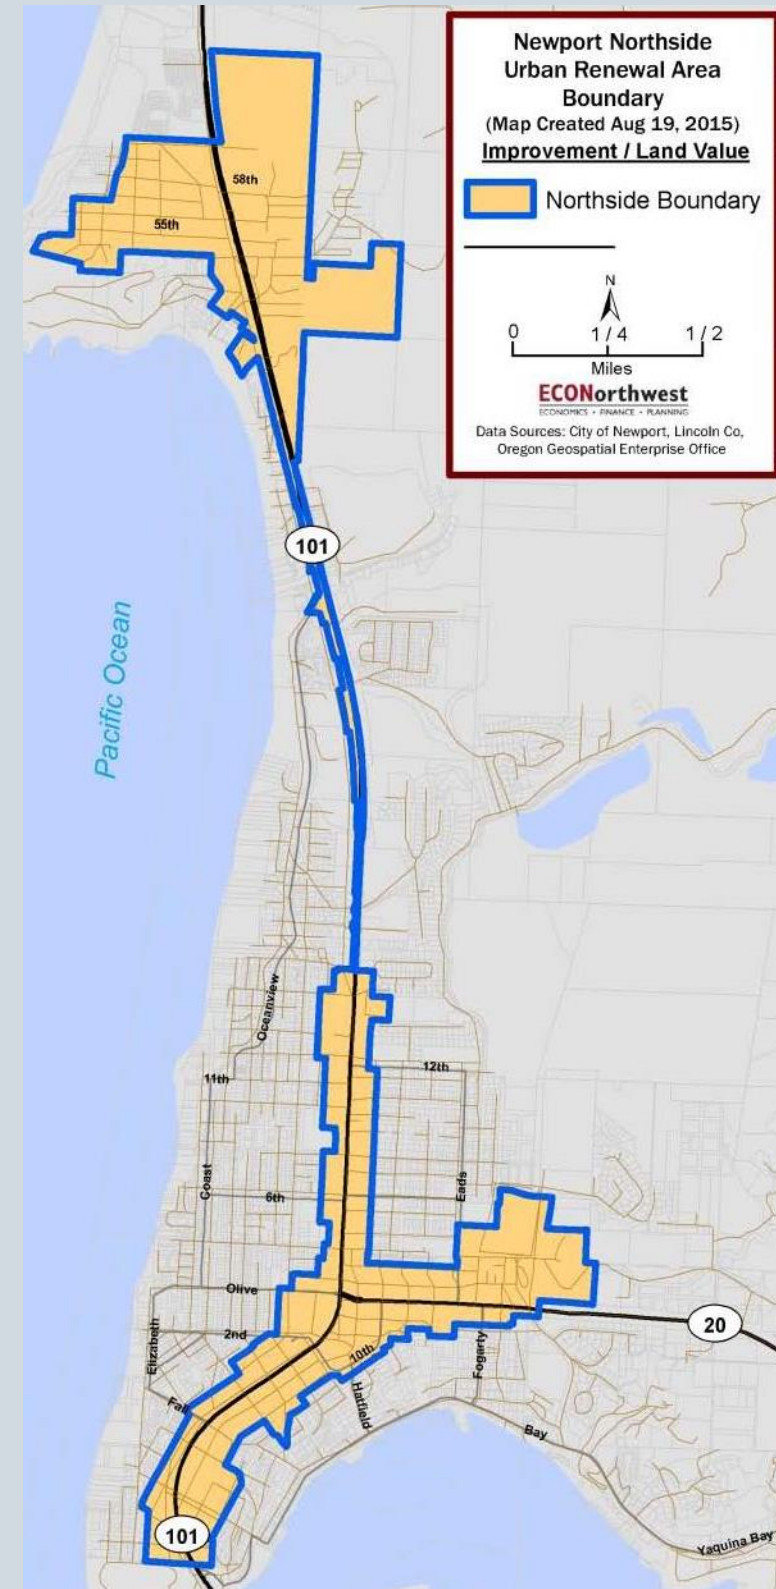 Newport Northside
Urban Renewal Area
Boundary
(Map Created Aug 19, 2015)
Improvement / Land Value
Northside Boundary
N
0 1 / 4 1 / 2
Miles
ECONorthwest
ECONOMICS • FINANCE • PLANNING
Data Sources: City of Newport, Lincoln Co,
Oregon Geospatial Enterprise Office
58th
55th
101
Pacific Ocean
Oceanview
11th
12th
Coast
6th
Eads
Olive
2nd
20
Elizabeth
10th
Fogarty
Fall
Hatfield
Bay
101
Yaquina Bay